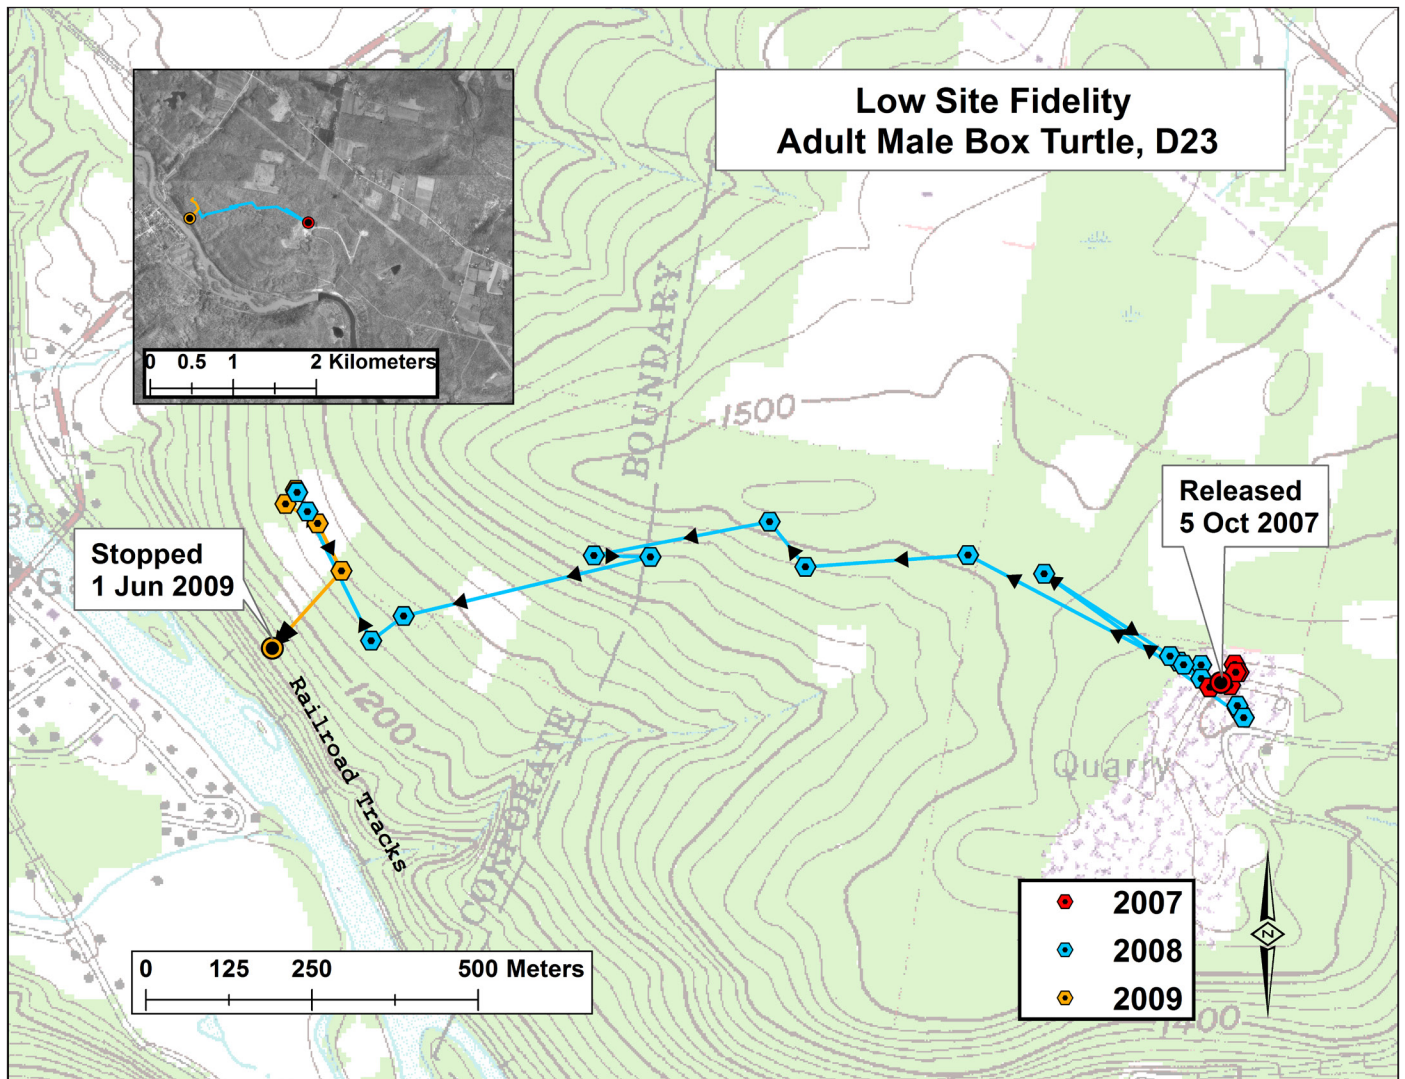 Low Site Fidelity
Adult Male Box Turtle, D23
0 0.5 1 2 Kilometers
BOUNDARY
1500
Released
5 Oct 2007
Stopped
1 Jun 2009
38
Railroad Tracks
1200
CORPORATE
Quarry
2007
2008
2009
N
0 125 250 500 Meters
1400